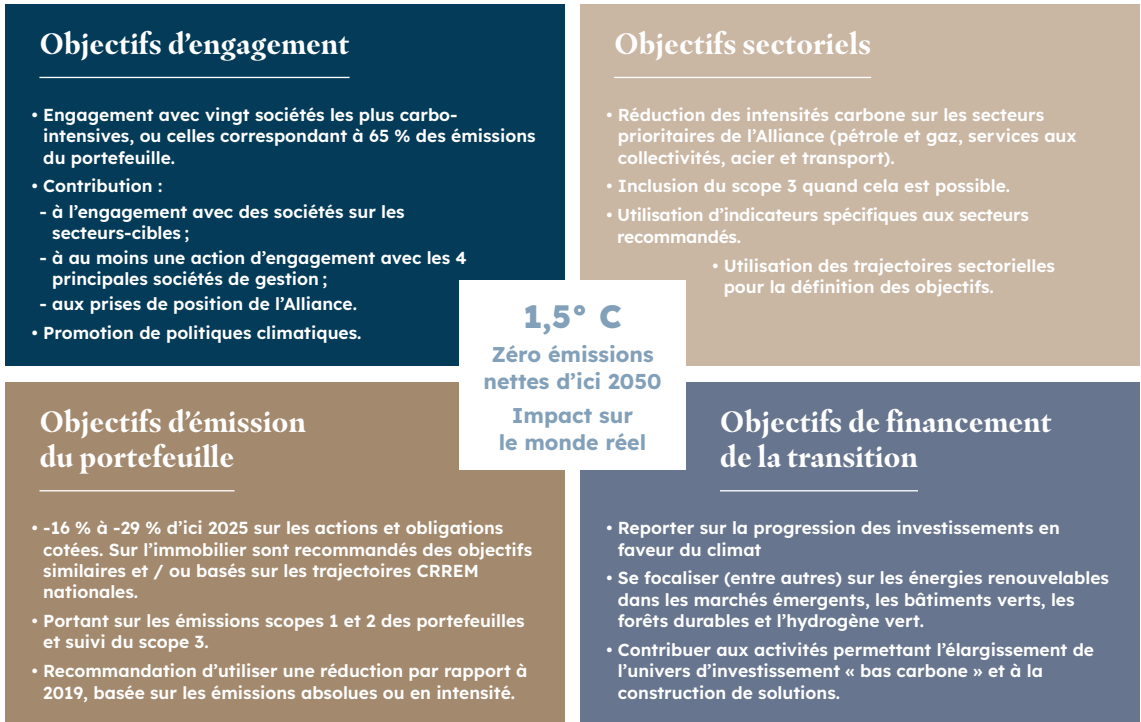 Objectifs d’engagement
• Engagement avec vingt sociétés les plus carbo-
intensives, ou celles correspondant à 65 % des émissions
du portefeuille.
• Contribution :
- à l’engagement avec des sociétés sur les
secteurs-cibles ;
- à au moins une action d’engagement avec les 4
principales sociétés de gestion ;
- aux prises de position de l’Alliance.
• Promotion de politiques climatiques.
Objectifs sectoriels
• Réduction des intensités carbone sur les secteurs
prioritaires de l’Alliance (pétrole et gaz, services aux
collectivités, acier et transport).
• Inclusion du scope 3 quand cela est possible.
• Utilisation d’indicateurs spécifiques aux secteurs
recommandés.
• Utilisation des trajectoires sectorielles
pour la définition des objectifs.
1,5° C
Zéro émissions
nettes d’ici 2050
Impact sur
le monde réel
Objectifs d’émission
du portefeuille
• -16 % à -29 % d’ici 2025 sur les actions et obligations
cotées. Sur l’immobilier sont recommandés des objectifs
similaires et / ou basés sur les trajectoires CRREM
nationales.
• Portant sur les émissions scopes 1 et 2 des portefeuilles
et suivi du scope 3.
• Recommandation d’utiliser une réduction par rapport à
2019, basée sur les émissions absolues ou en intensité.
Objectifs de financement
de la transition
• Reporter sur la progression des investissements en
faveur du climat
• Se focaliser (entre autres) sur les énergies renouvelables
dans les marchés émergents, les bâtiments verts, les
forêts durables et l’hydrogène vert.
• Contribuer aux activités permettant l’élargissement de
l’univers d’investissement « bas carbone » et à la
construction de solutions.